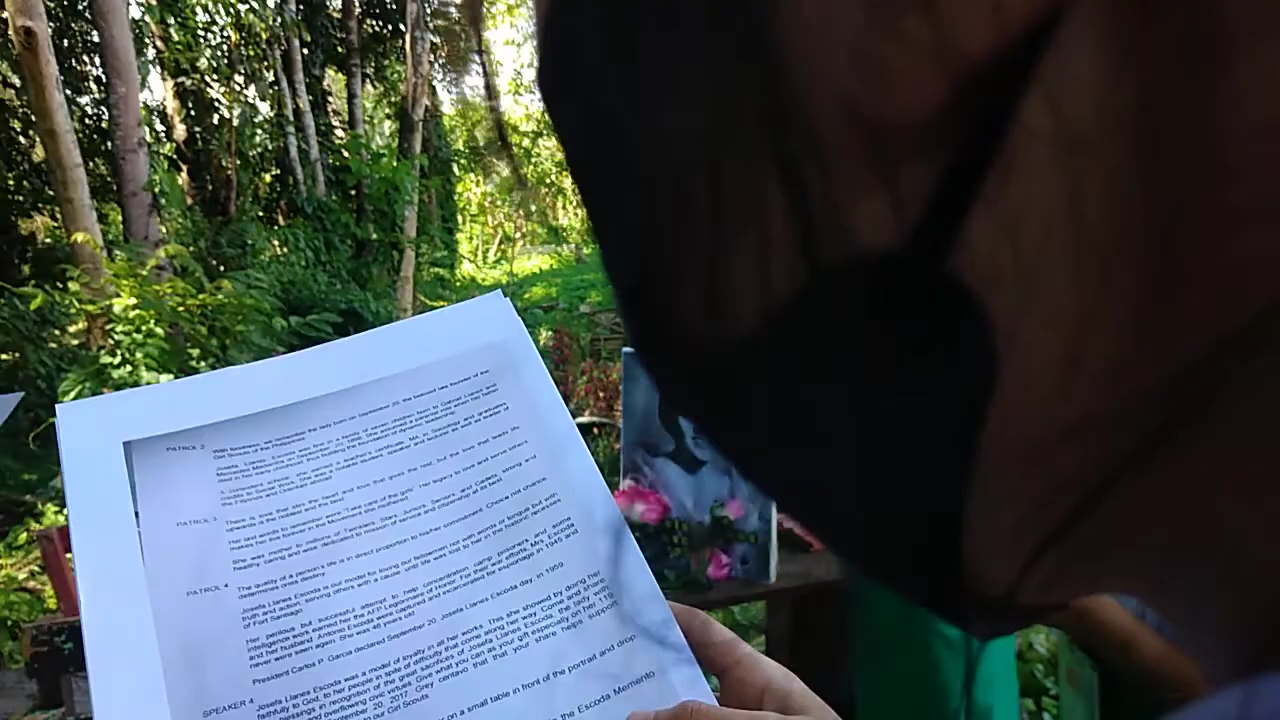 PATROL 2 With fondness, we remember the lady born on September 20, the beloved late founder of the
Girl Scouts of the Philippines.
Josefa Llanes Escoda was first in a family of seven children born to Gabriel Llanes and
Mercedes Madamba on September 20, 1898. She assumed a parental role when her father
died in her early childhood, thus building the foundation of dynamic leadership.
A consistent scholar, she earned a teacher's certificate, MA in Sociology and graduates
credits to Social Work. She was a notable student, speaker and lecturer as well as leader of
the Filipinos and Orientals abroad.
PATROL 3 There is love that stirs the heart and love that gives the rest, but the love that leads life
upwards is the noblest and the best.
Her last words to remember were "Take care of the girls". Her legacy to love and serve others
makes her live forever in the Movement she mothered.
She was mother to millions of Twinklers, Stars, Juniors, Seniors, and Cadets, strong and
healthy, caring and wise, dedicated to mission of service and citizenship at its best.
PATROL 4 The quality of a person's life is in direct proportion to his/her commitment. Choice not chance
determines ones destiny.
Josefa Llanes Escoda is our model for loving our fellowmen not with words or tongue but with
truth and action, serving others with a cause, until life was lost to her in the historic recesses
of Fort Santiago.
Her perilous but successful attempt to help concentration camp prisoners and some
intelligence work earned her the AFP Legionnaire of Honor. For their war efforts, Mrs. Escoda
and her husband, Antonio Escoda were captured and incarcerated for espionage in 1945 and
never were seen again. She was 46 years old.
President Carlos P. Garcia declared September 20, Josefa Llanes Escoda day, in 1959
SPEAKER 4 Josefa Llanes Escoda was a model of loyalty in all her works. This she showed by doing her
faithfully to God, to her people in spite of difficulty that come along her way. Come and share
blessings in recognition of the great sacrifices of Josefa Llanes Escoda, the lady with
and overflowing civic virtues. Give what you can as your gift especially on her 119
September 20, 2017. Grey centavo that that your share helps support
our Girl Scouts
on a small table in front of the portrait and drop
the Escoda Memento